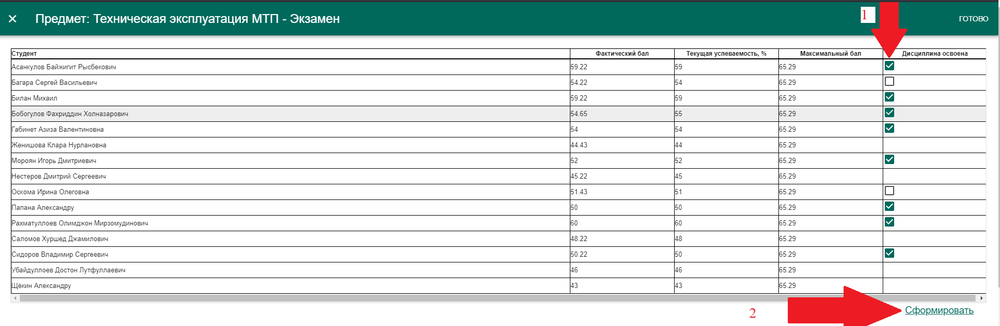 Предмет: Техническая эксплуатация МТП - Экзамен 1 ГОТОВО
Студент Фактический бал Текущая успеваемость, % Максимальный бал Дисциплина освоена
Асанкулов Байжигит Рысбекович 59.22 59 65.29
Багара Сергей Васильевич 54.22 54 65.29
Билан Михаил 59.22 59 65.29
Бобогулов Фахриддин Холназарович 54.65 55 65.29
Габинет Азиза Валентиновна 54 54 65.29
Женишова Клара Нурлановна 44.43 44 65.29
Мороян Игорь Дмитриевич 52 52 65.29
Нестеров Дмитрий Сергеевич 45.22 45 65.29
Оскома Ирина Олеговна 51.43 51 65.29
Папана Александру 50 50 65.29
Рахматуллоев Олимджон Мирзомудинович 60 60 65.29
Саломов Хуршед Джамилович 48.22 48 65.29
Сидоров Владимир Сергеевич 50.22 50 65.29
Убайдуллоев Достон Лутфуллаевич 46 46 65.29
Щёкин Александру 43 43 65.29
2 Сформировать